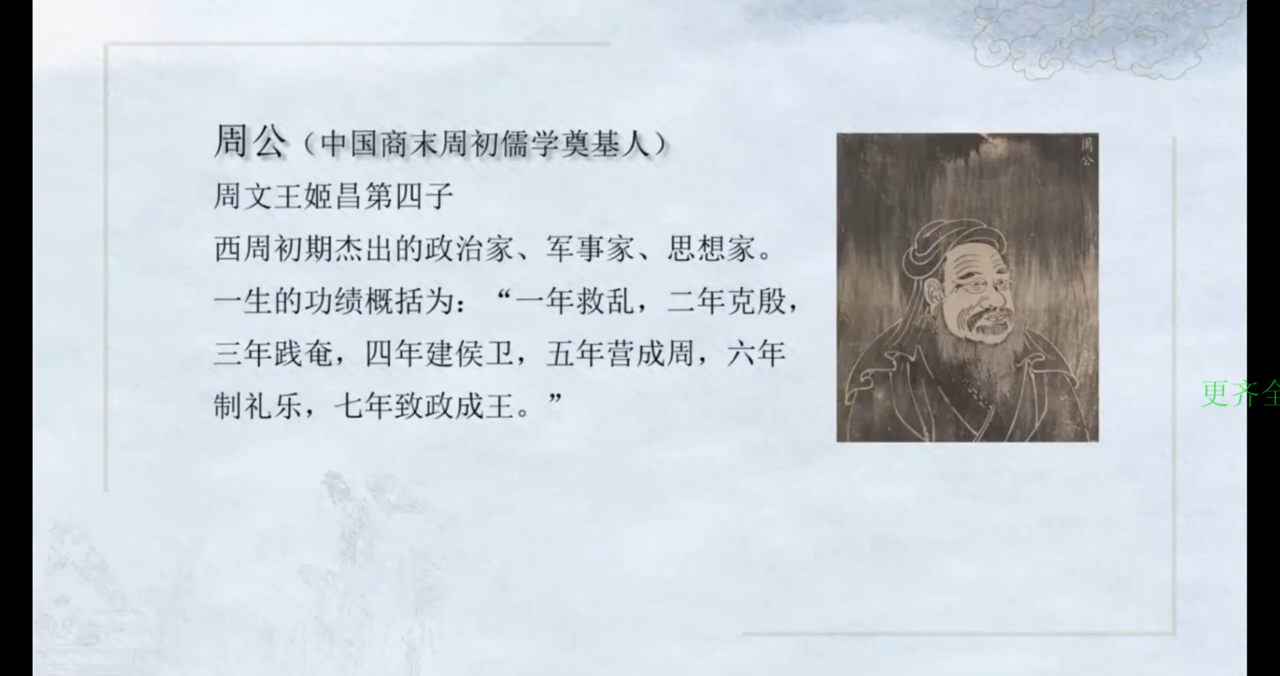 周公（中国商末周初儒学奠基人）
周文王姬昌第四子
西周初期杰出的政治家、军事家、思想家。
一生的功绩概括为：“一年救乱，二年克殷，
三年践奄，四年建侯卫，五年营成周，六年
制礼乐，七年致政成王。”
周公
更齐全